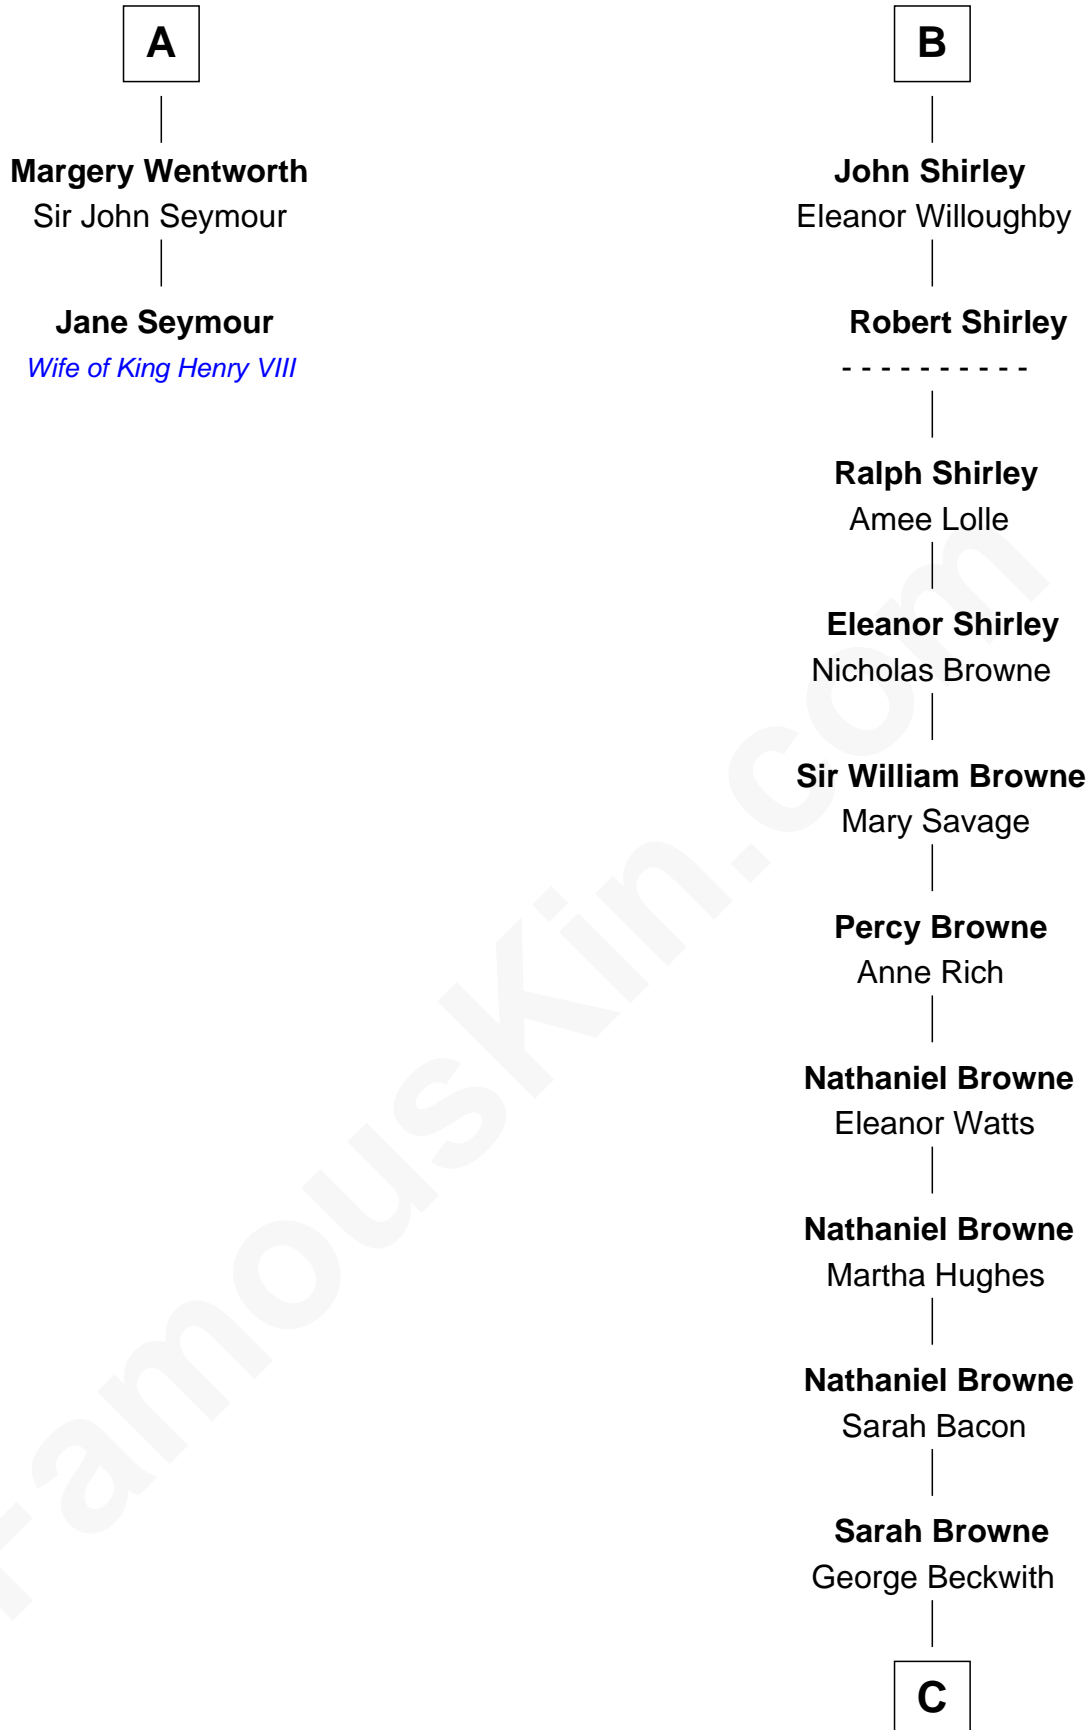 A
Margery Wentworth
Sir John Seymour
Jane Seymour
Wife of King Henry VIII
B
John Shirley
Eleanor Willoughby
Robert Shirley
- - - - - - - - - -
Ralph Shirley
Amee Lolle
Eleanor Shirley
Nicholas Browne
Sir William Browne
Mary Savage
Percy Browne
Anne Rich
Nathaniel Browne
Eleanor Watts
Nathaniel Browne
Martha Hughes
Nathaniel Browne
Sarah Bacon
Sarah Browne
George Beckwith
C
FamousKin.com